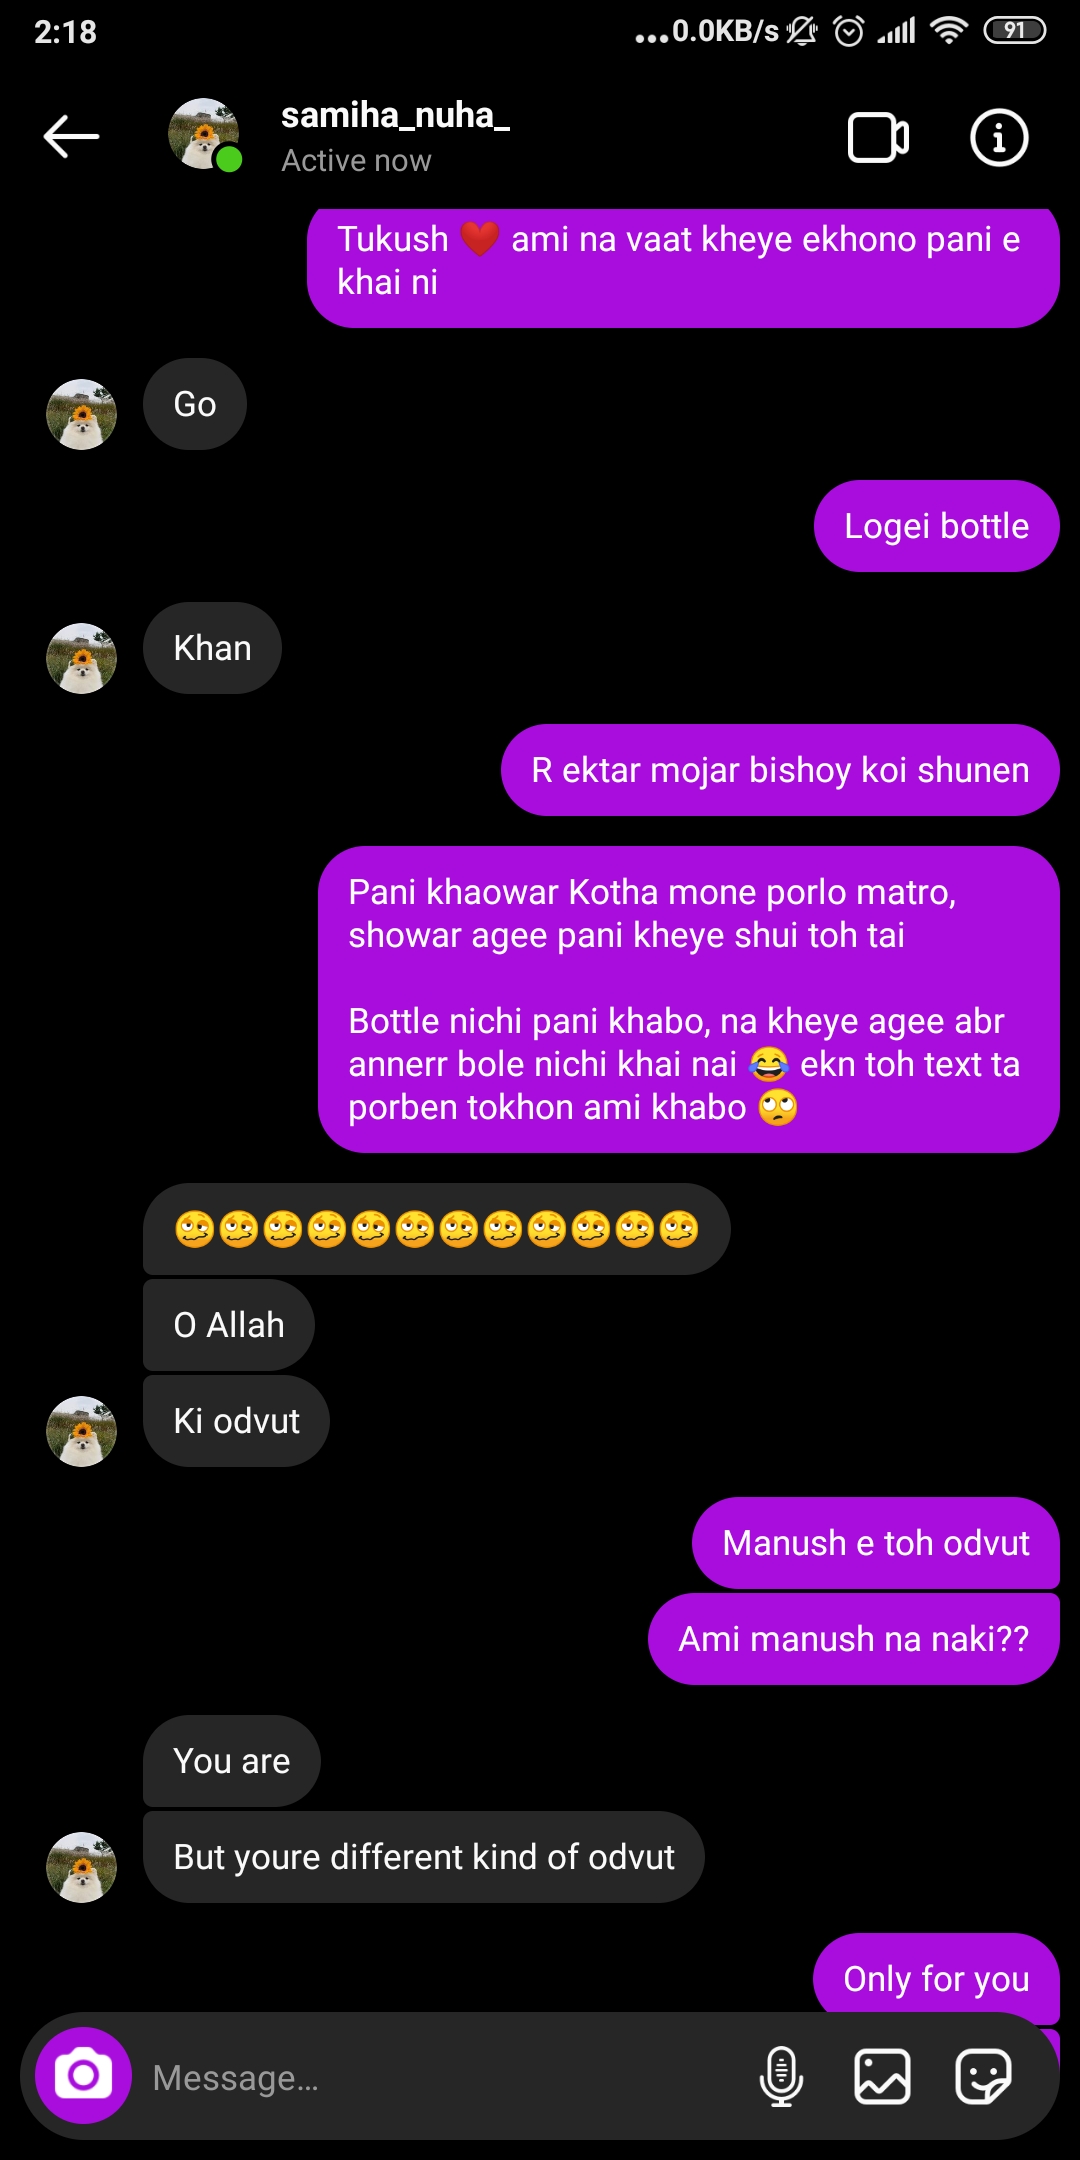 2:18
...0.0KB/s
91
samiha_nuha_
Active now
Tukush ❤️ ami na vaat kheye ekhono pani e
khai ni
Go
Logei bottle
Khan
R ektar mojar bishoy koi shunen
Pani khaowar Kotha mone porlo matro,
showar agee pani kheye shui toh tai
Bottle nichi pani khabo, na kheye agee abr
annerr bole nichi khai nai 😂 ekn toh text ta
porben tokhon ami khabo 🙄
🥴🥴🥴🥴🥴🥴🥴🥴🥴🥴🥴🥴
O Allah
Ki odvut
Manush e toh odvut
Ami manush na naki??
You are
But youre different kind of odvut
Only for you
Message...